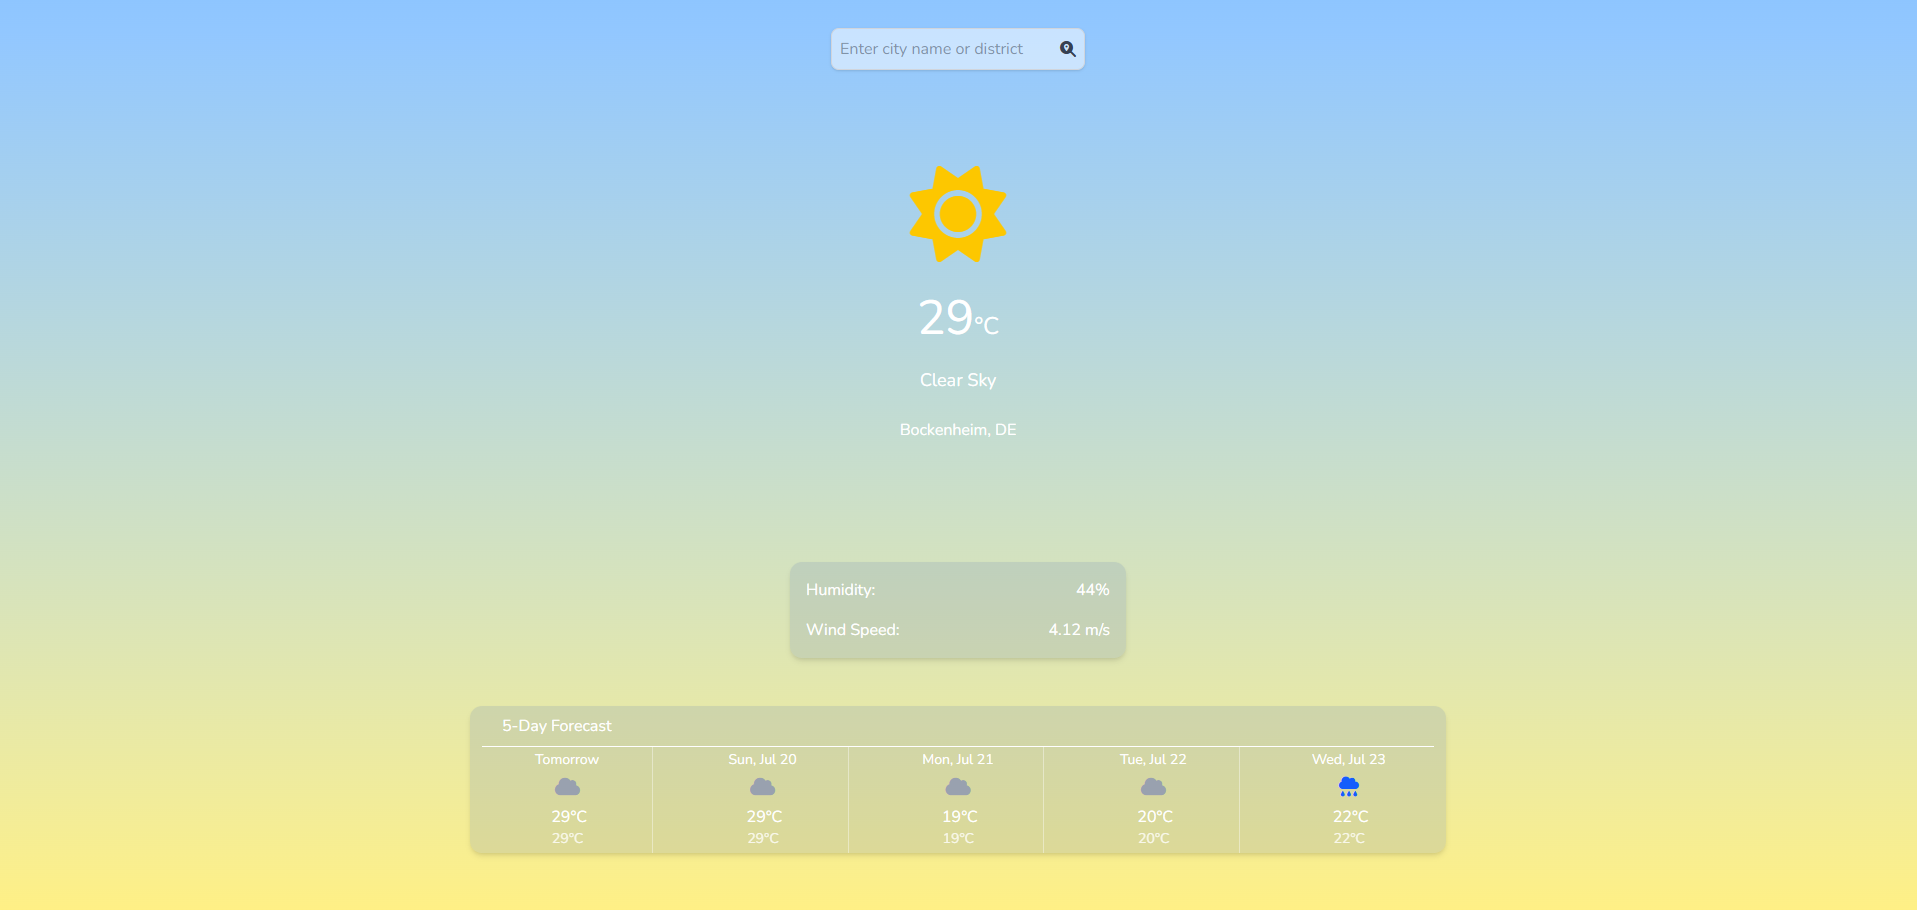 Enter city name or district
29°C
Clear Sky
Bockenheim, DE
Humidity: 44%
Wind Speed: 4.12 m/s
5-Day Forecast
Tomorrow Sun, Jul 20 Mon, Jul 21 Tue, Jul 22 Wed, Jul 23
29°C 29°C 19°C 20°C 22°C
29°C 29°C 19°C 20°C 22°C